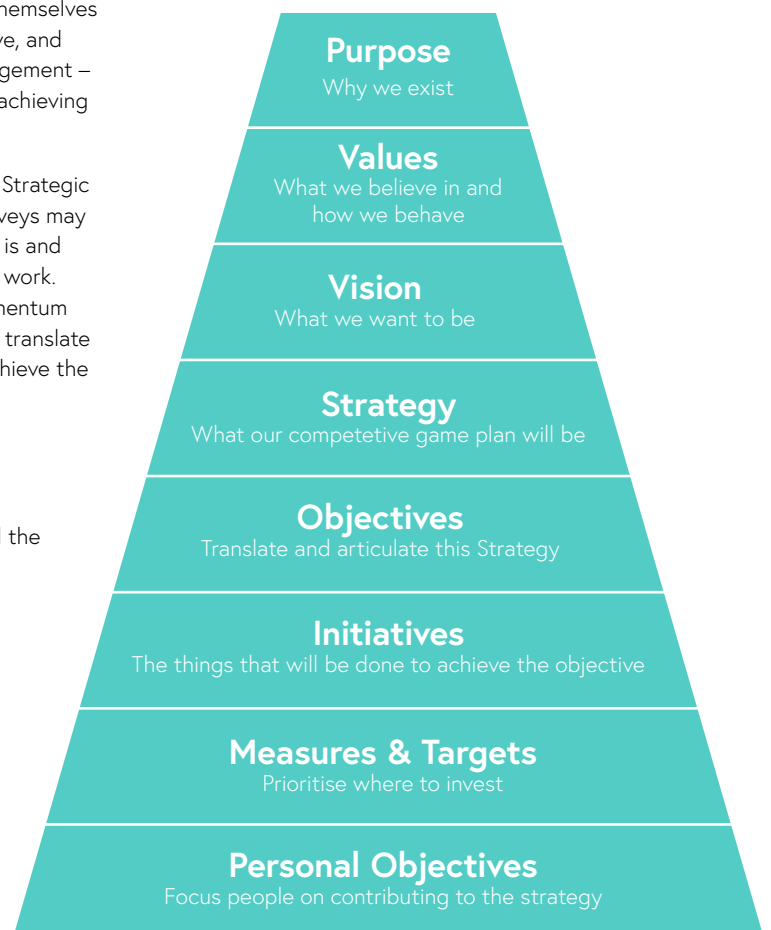 hemselves
ve, and
gement –
achieving
Strategic
veys may
is and
work.
nentum
translate
hieve the
the
Purpose
Why we exist
Values
What we believe in and
how we behave
Vision
What we want to be
Strategy
What our competetive game plan will be
Objectives
Translate and articulate this Strategy
Initiatives
The things that will be done to achieve the objective
Measures & Targets
Prioritise where to invest
Personal Objectives
Focus people on contributing to the strategy